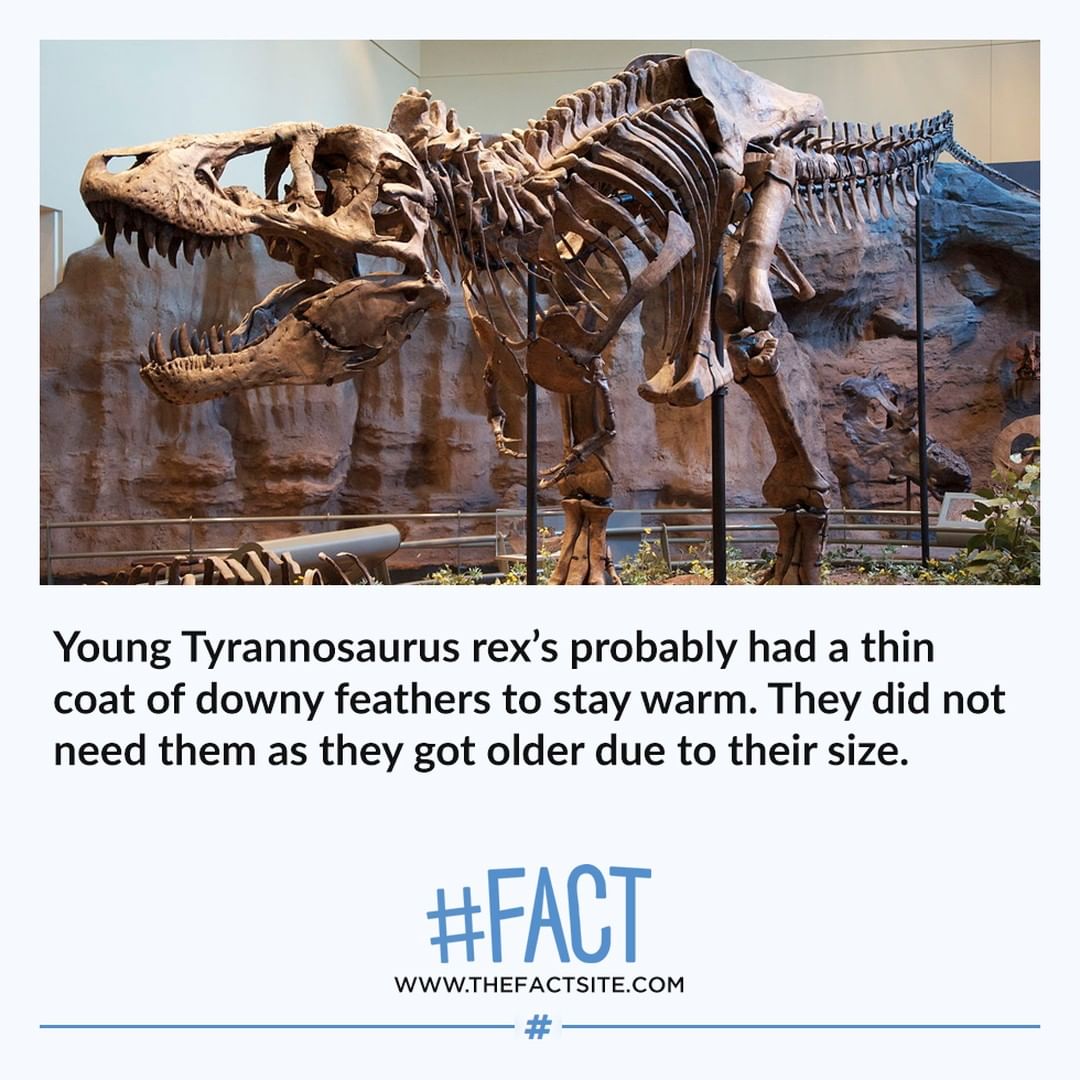 Young Tyrannosaurus rex’s probably had a thin
coat of downy feathers to stay warm. They did not
need them as they got older due to their size.
#FACT
WWW.THEFACTSITE.COM
#